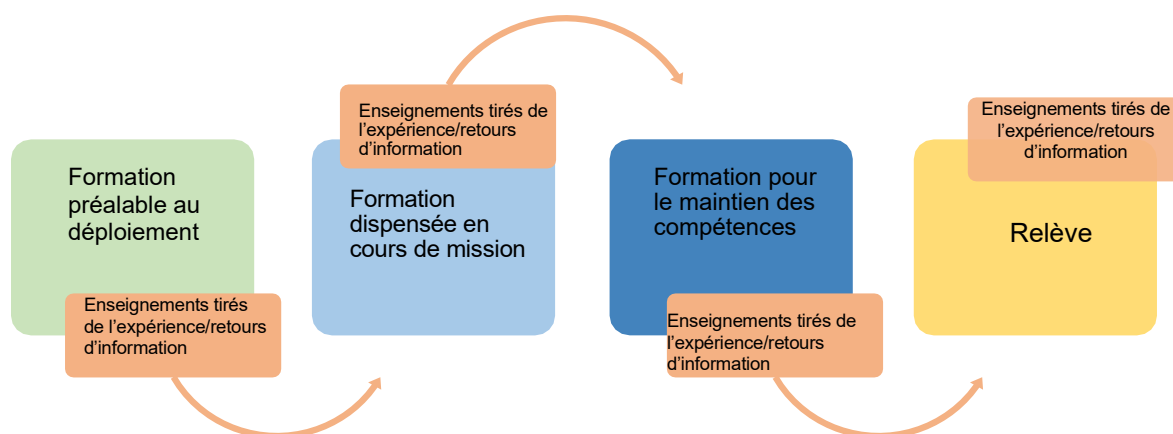 Formation
préalable au
déploiement
Enseignements tirés
de l’expérience/retours
d’information
Enseignements tirés de
l’expérience/retours
d’information
Formation
dispensée en
cours de mission
Formation pour
le maintien des
compétences
Enseignements tirés de
l’expérience/retours
d’information
Enseignements tirés de
l’expérience/retours
d’information
Relève